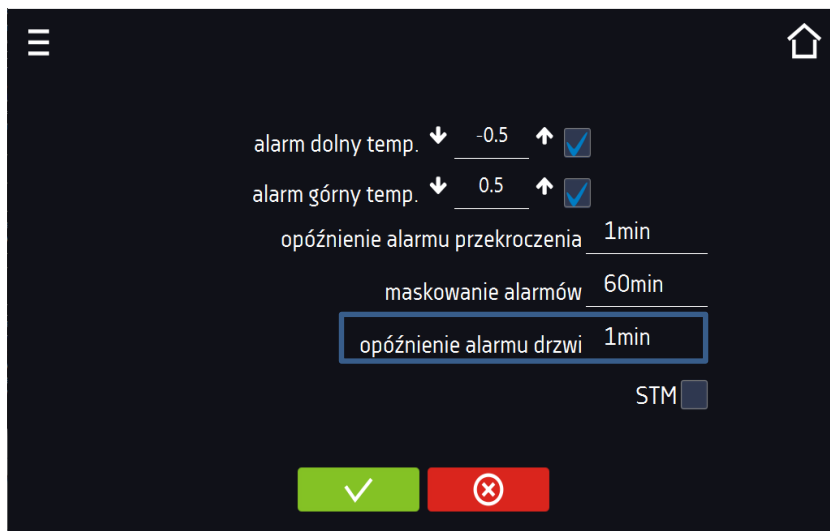 alarm dolny temp. -0.5
alarm górny temp. 0.5
opóźnienie alarmu przekroczenia 1min
maskowanie alarmów 60min
opóźnienie alarmu drzwi 1min
STM